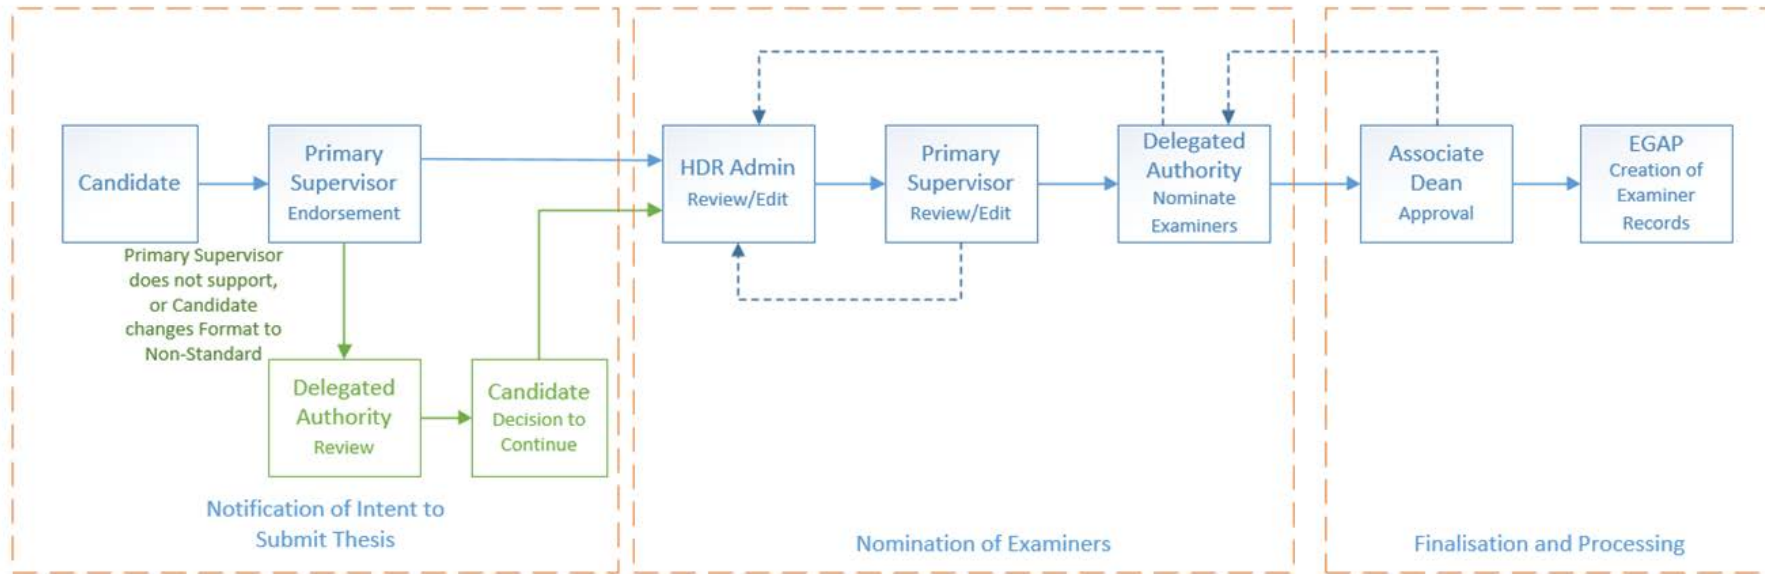 Candidate
Primary
Supervisor
Endorsement
Primary Supervisor
does not support,
or Candidate
changes Format to
Non-Standard
Delegated
Authority
Review
Candidate
Decision to
Continue
Notification of Intent to
Submit Thesis
HDR Admin
Review/Edit
Primary
Supervisor
Review/Edit
Delegated
Authority
Nominate
Examiners
Nomination of Examiners
Associate
Dean
Approval
EGAP
Creation of
Examiner
Records
Finalisation and Processing